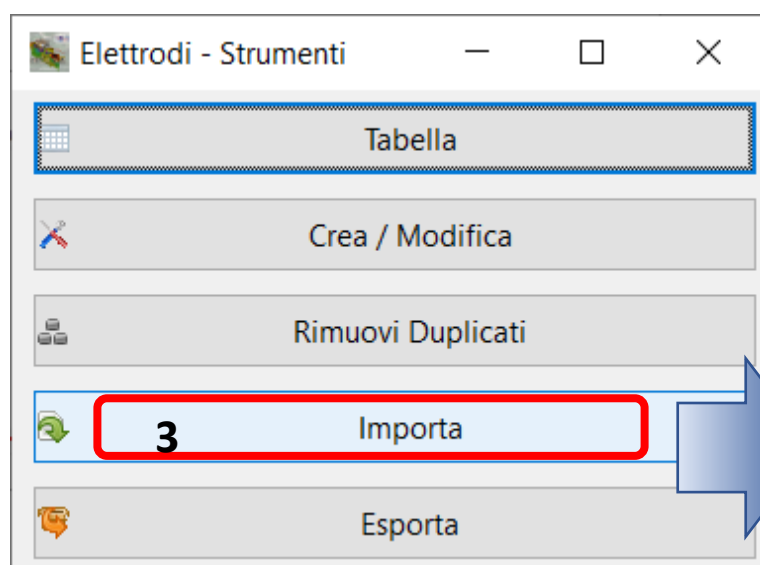 Elettrodi - Strumenti
Tabella
Crea / Modifica
Rimuovi Duplicati
3 Importa
Esporta